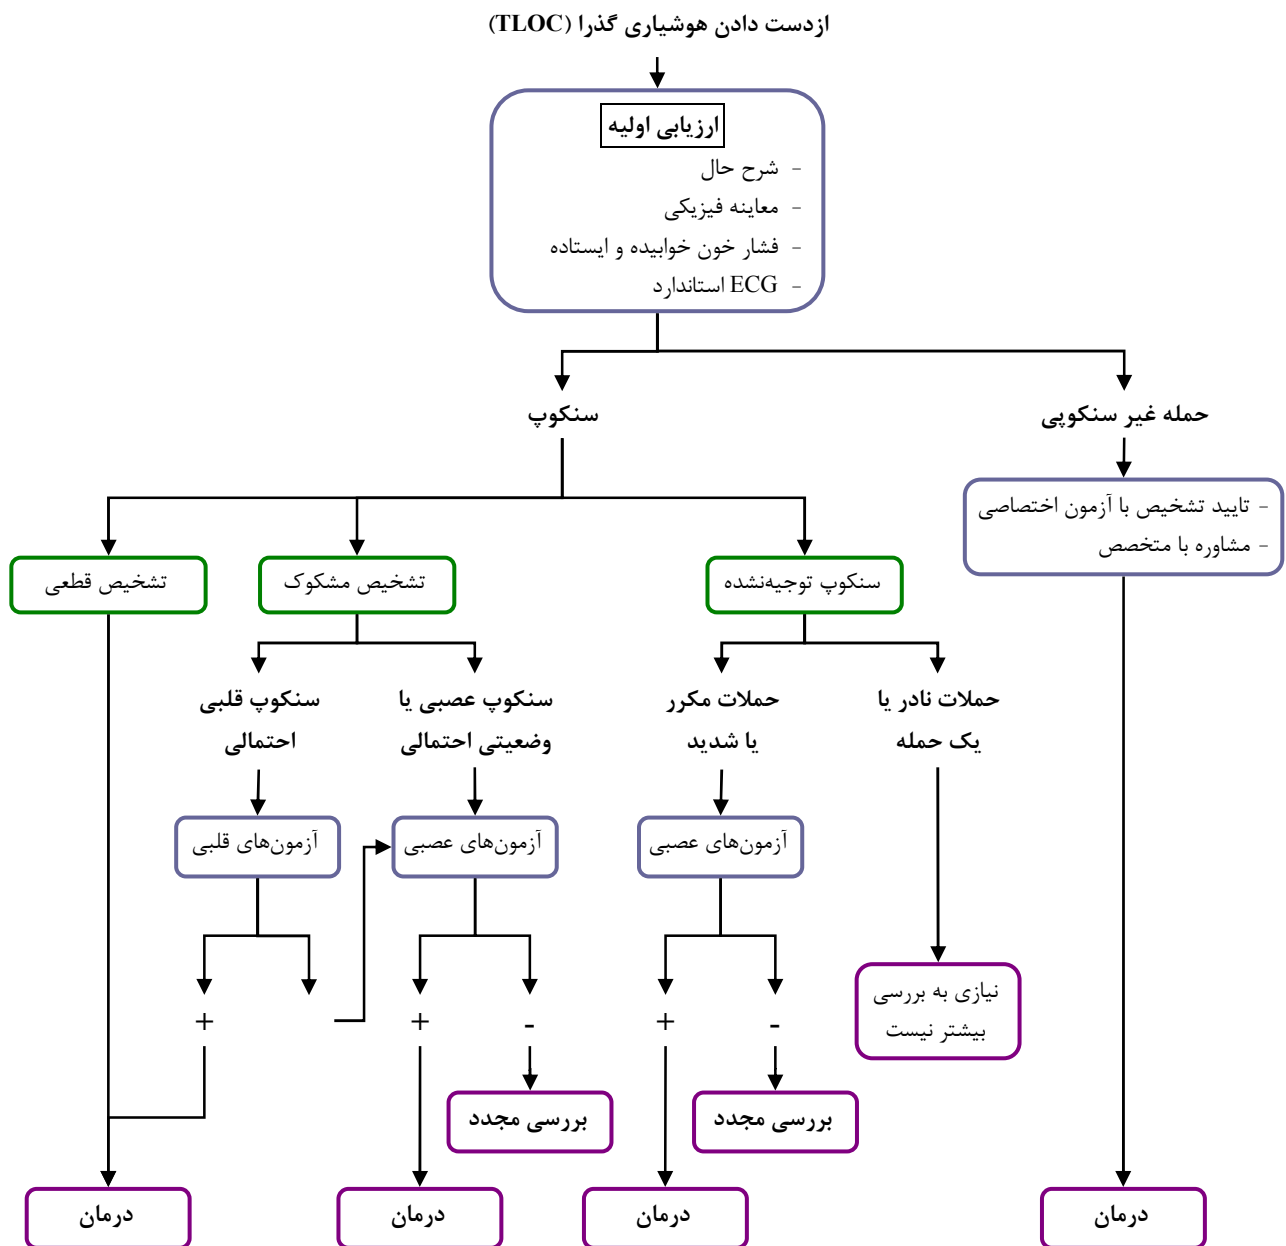 ازدست دادن هوشیاری گذرا (TLOC)
ارزیابی اولیه
- شرح حال
- معاینه فیزیکی
- فشار خون خوابیده و ایستاده
- ECG استاندارد
حمله غیر سنکوپی
سنکوپ
- تایید تشخیص با آزمون اختصاصی
- مشاوره با متخصص
سنکوپ توجیه‌نشده
تشخیص مشکوک
تشخیص قطعی
حملات نادر یا
یک حمله
حملات مکرر
یا شدید
سنکوپ عصبی یا
وضعیتی احتمالی
سنکوپ قلبی
احتمالی
آزمون‌های عصبی
آزمون‌های عصبی
آزمون‌های قلبی
نیازی به بررسی
بیشتر نیست
-
+
-
+
+
بررسی مجدد
بررسی مجدد
درمان
درمان
درمان
درمان